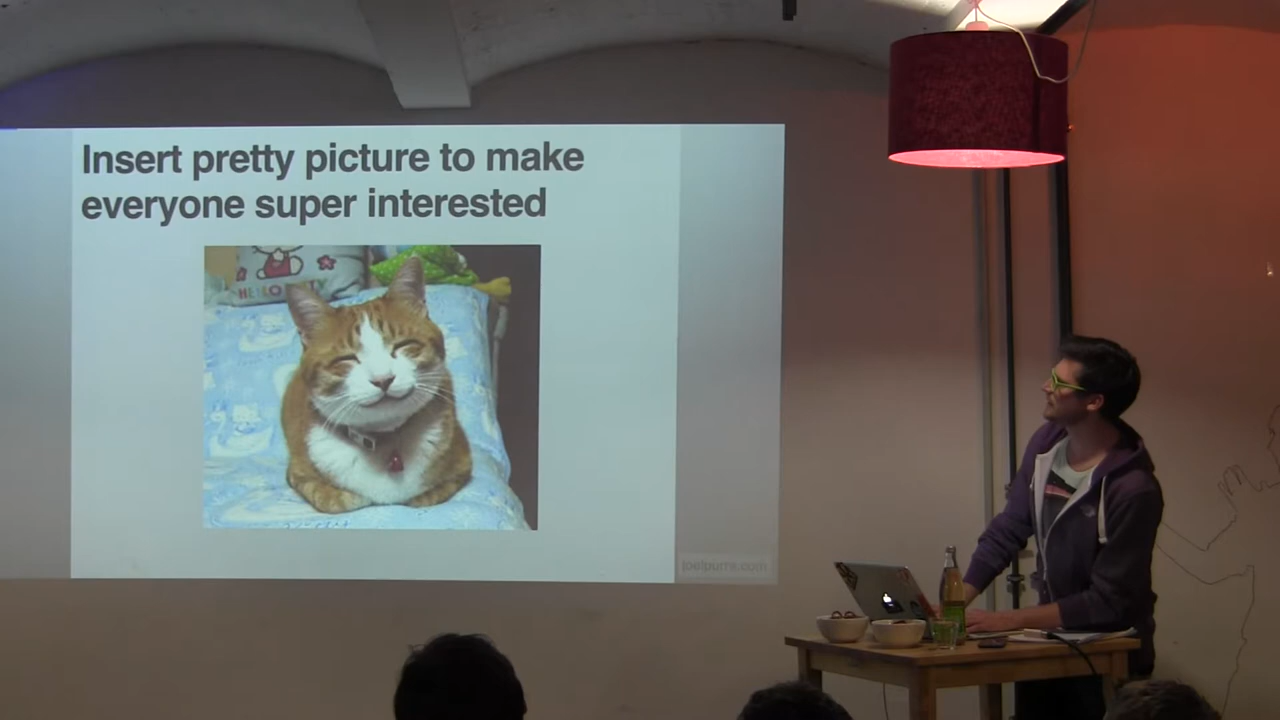 Insert pretty picture to make
everyone super interested
HELLO KITTY
joelpurra.com